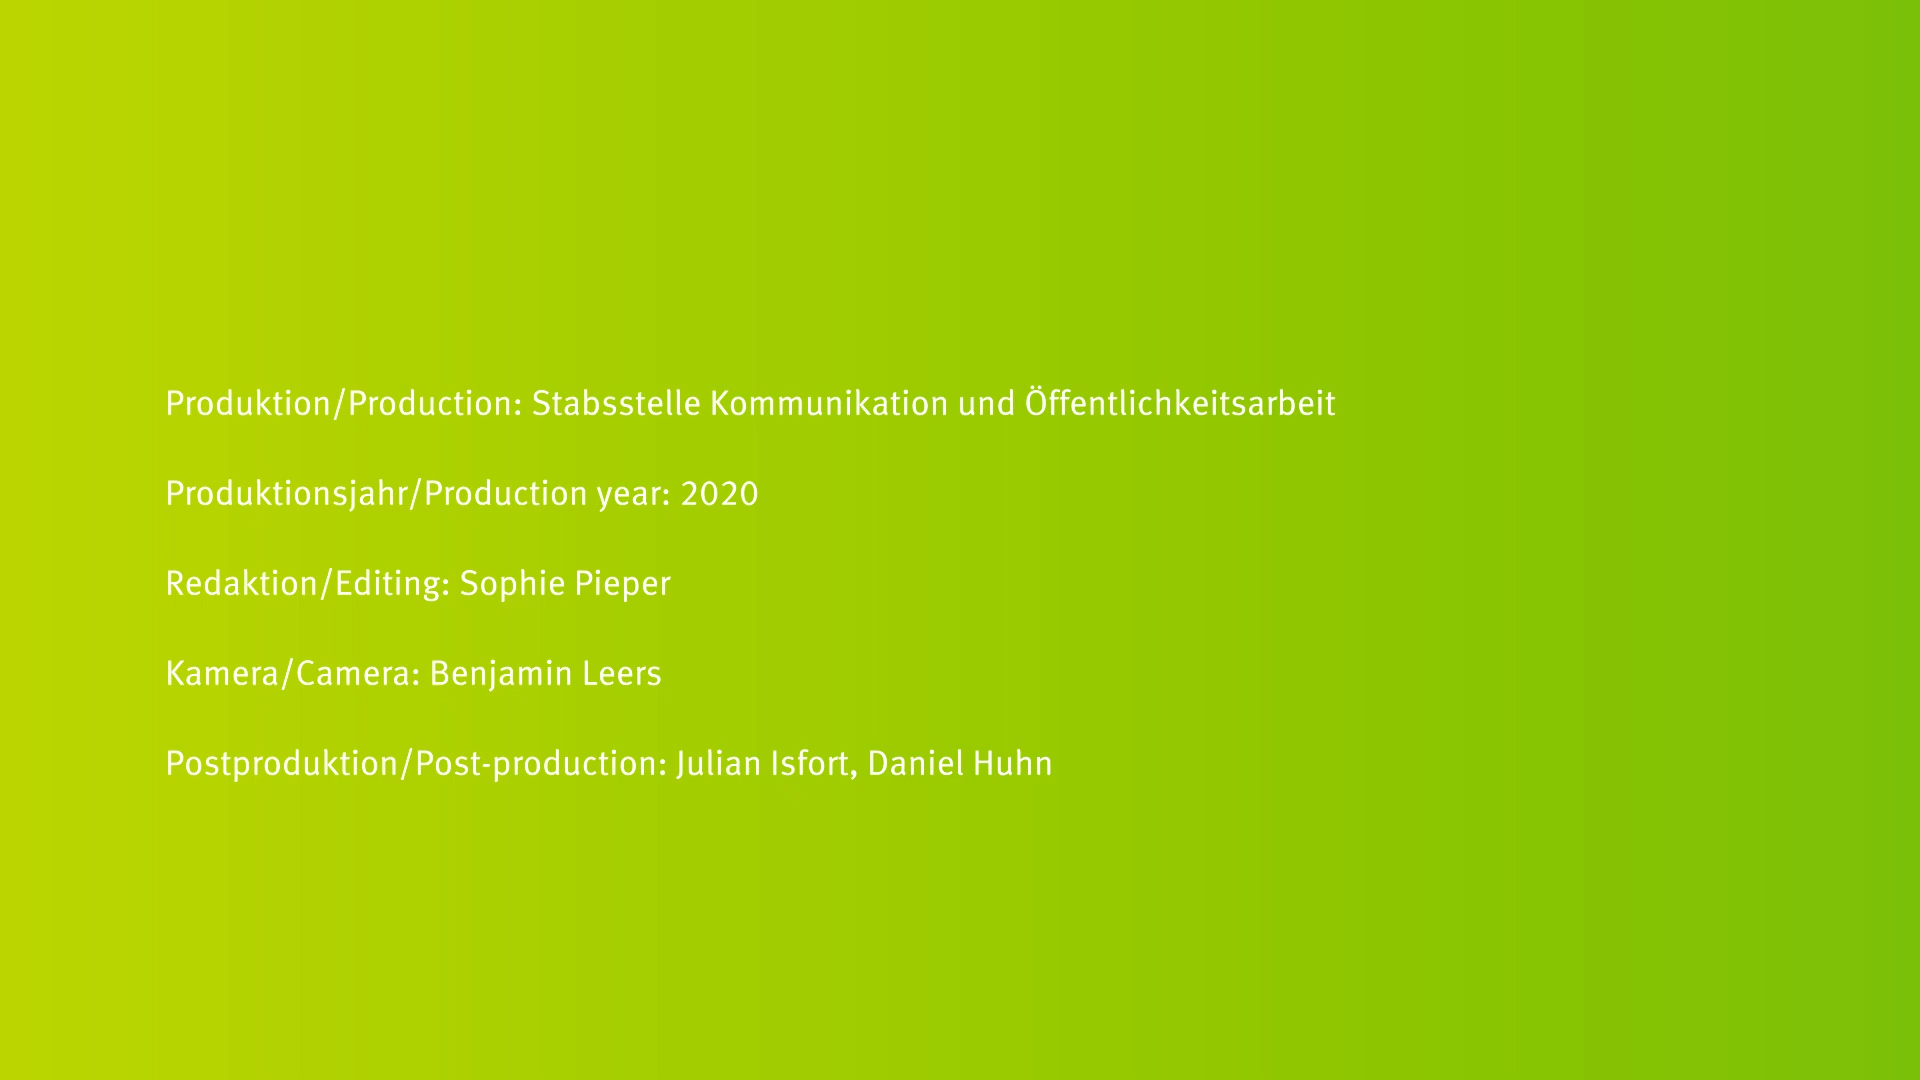 Produktion/Production: Stabsstelle Kommunikation und Öffentlichkeitsarbeit
Produktionsjahr/Production year: 2020
Redaktion/Editing: Sophie Pieper
Kamera/Camera: Benjamin Leers
Postproduktion/Post-production: Julian Isfort, Daniel Huhn